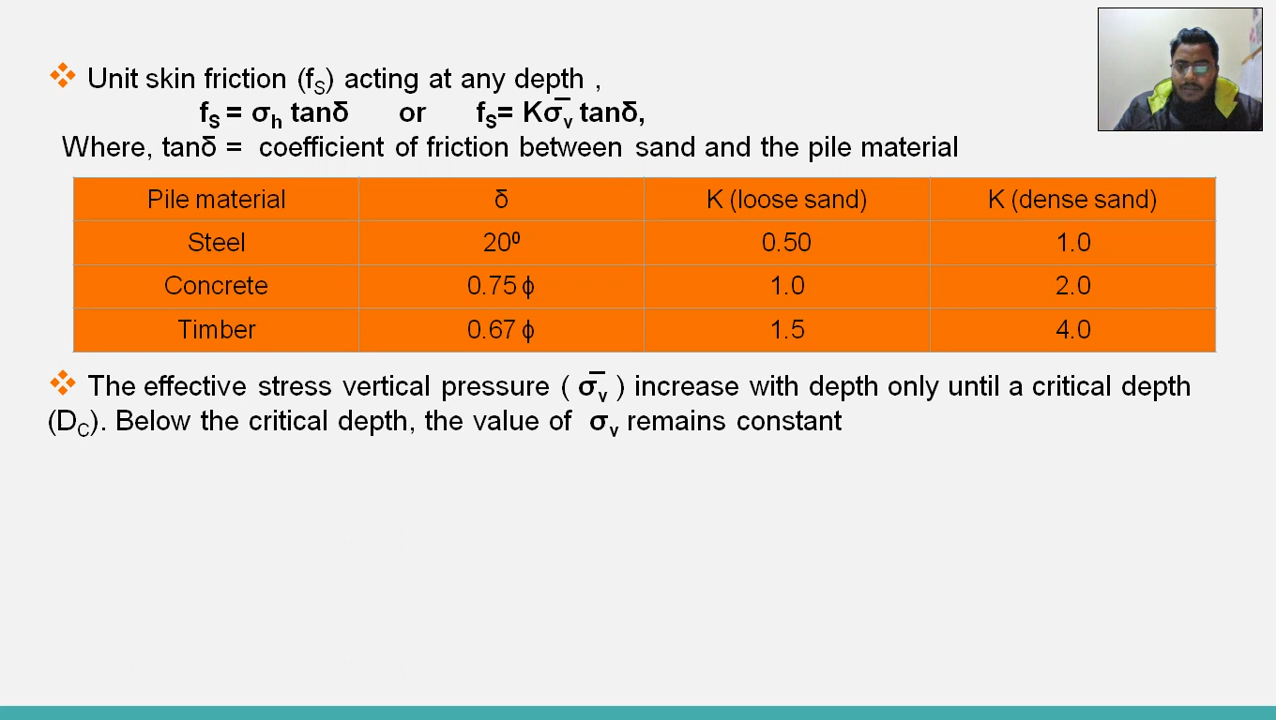 ❖ Unit skin friction (fS) acting at any depth ,
fS = σh tanδ or fS= Kσ̅v tanδ,
Where, tanδ = coefficient of friction between sand and the pile material
Pile material δ K (loose sand) K (dense sand)
Steel 20⁰ 0.50 1.0
Concrete 0.75 ϕ 1.0 2.0
Timber 0.67 ϕ 1.5 4.0
❖ The effective stress vertical pressure ( σ̅v ) increase with depth only until a critical depth
(DC). Below the critical depth, the value of σv remains constant